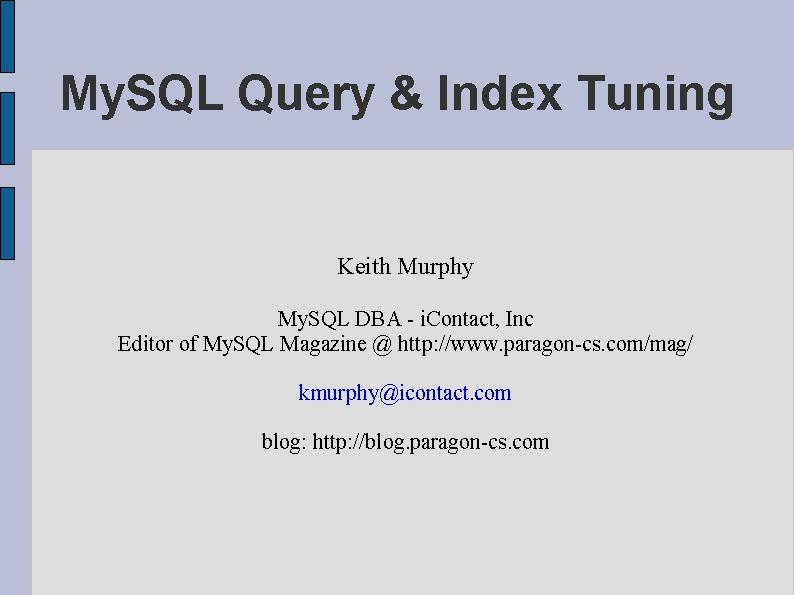 MySQL Query & Index Tuning
Keith Murphy
MySQL DBA - iContact, Inc
Editor of MySQL Magazine @ http://www.paragon-cs.com/mag/
kmurphy@icontact.com
blog: http://blog.paragon-cs.com